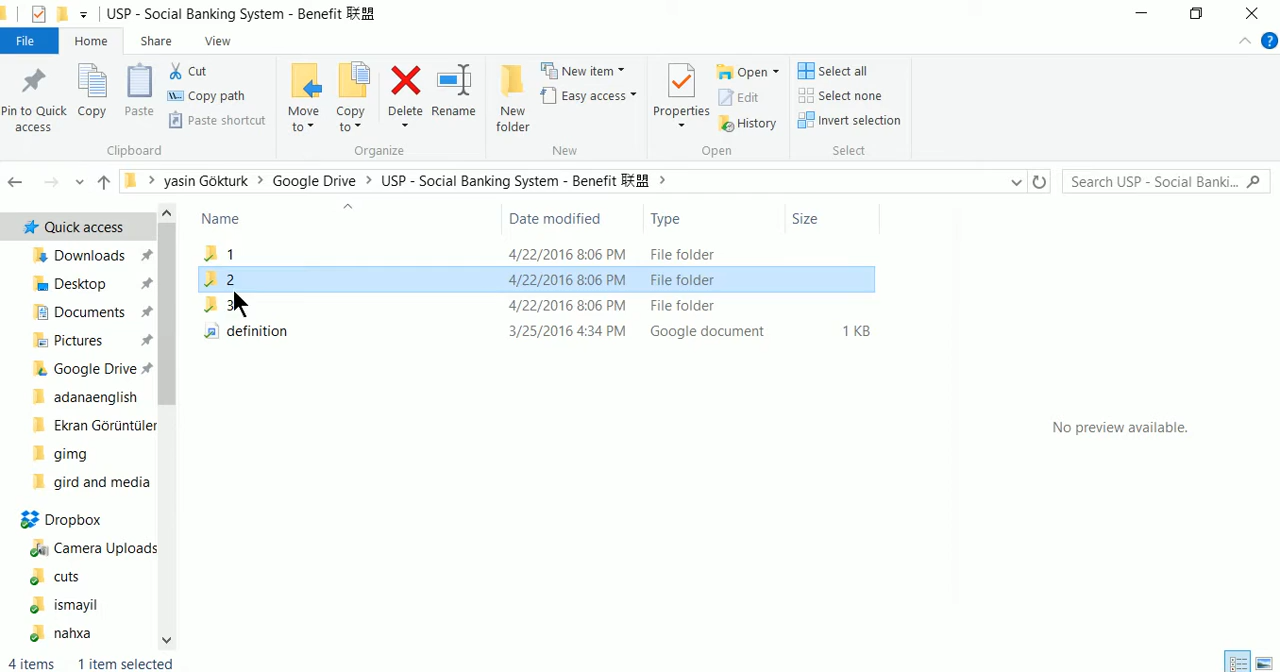 USP - Social Banking System - Benefit 联盟
File Home Share View
Pin to Quick access
Copy
Paste
Cut
Copy path
Paste shortcut
Clipboard
Move to
Copy to
Delete
Rename
Organize
New folder
New item
Easy access
New
Properties
Open
Edit
History
Open
Select all
Select none
Invert selection
Select
yasin Gökturk Google Drive USP - Social Banking System - Benefit 联盟
Search USP - Social Banki...
Name Date modified Type Size
1 4/22/2016 8:06 PM File folder
2 4/22/2016 8:06 PM File folder
3 4/22/2016 8:06 PM File folder
definition 3/25/2016 4:34 PM Google document 1 KB
Quick access
Downloads
Desktop
Documents
Pictures
Google Drive
adanaenglish
Ekran Görüntüler
gimg
gird and media
Dropbox
Camera Uploads
cuts
ismayil
nahxa
No preview available.
4 items 1 item selected